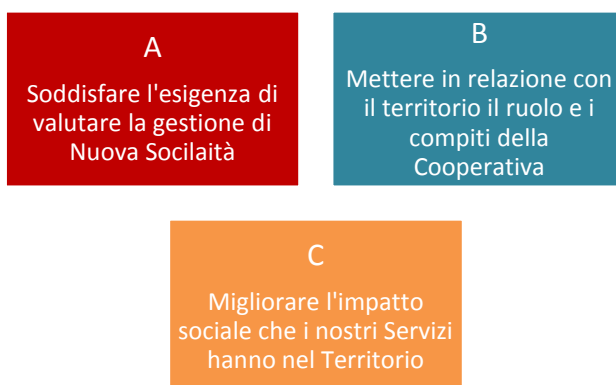 A
Soddisfare l'esigenza di
valutare la gestione di
Nuova Socilaità
B
Mettere in relazione con
il territorio il ruolo e i
compiti della
Cooperativa
C
Migliorare l'impatto
sociale che i nostri Servizi
hanno nel Territorio